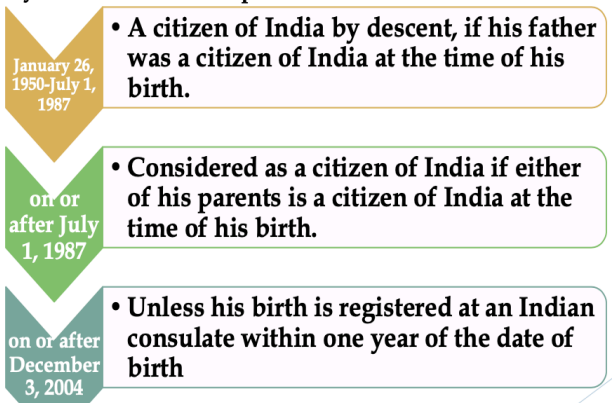 January 26,
1950-July 1,
1987
• A citizen of India by descent, if his father
was a citizen of India at the time of his
birth.
on or
after July
1, 1987
• Considered as a citizen of India if either
of his parents is a citizen of India at the
time of his birth.
on or after
December
3, 2004
• Unless his birth is registered at an Indian
consulate within one year of the date of
birth